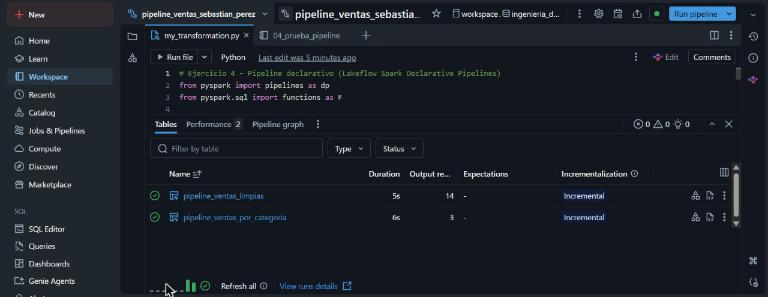 New
pipeline_ventas_sebastian_perez
pipeline_ventas_sebastia...
workspace.
ingenieria_d...
Run pipeline
Home
Learn
Workspace
Recents
Catalog
Jobs & Pipelines
Compute
Discover
Marketplace
SQL
SQL Editor
Queries
Dashboards
Genie Agents
my_transformation.py
04_prueba_pipeline
Run file
Python
Last edit was 5 minutes ago
Edit
Comments
1 # Ejercicio 4 - Pipeline declarativo (Lakeflow Spark Declarative Pipelines)
2 from pyspark import pipelines as dp
3 from pyspark.sql import functions as F
4
Tables Performance 2 Pipeline graph
0 0 0
Filter by table
Type
Status
Name Duration Output re... Expectations Incrementalization
pipeline_ventas_limpias 5s 14 - Incremental
pipeline_ventas_por_categoria 6s 3 - Incremental
Refresh all · View runs details